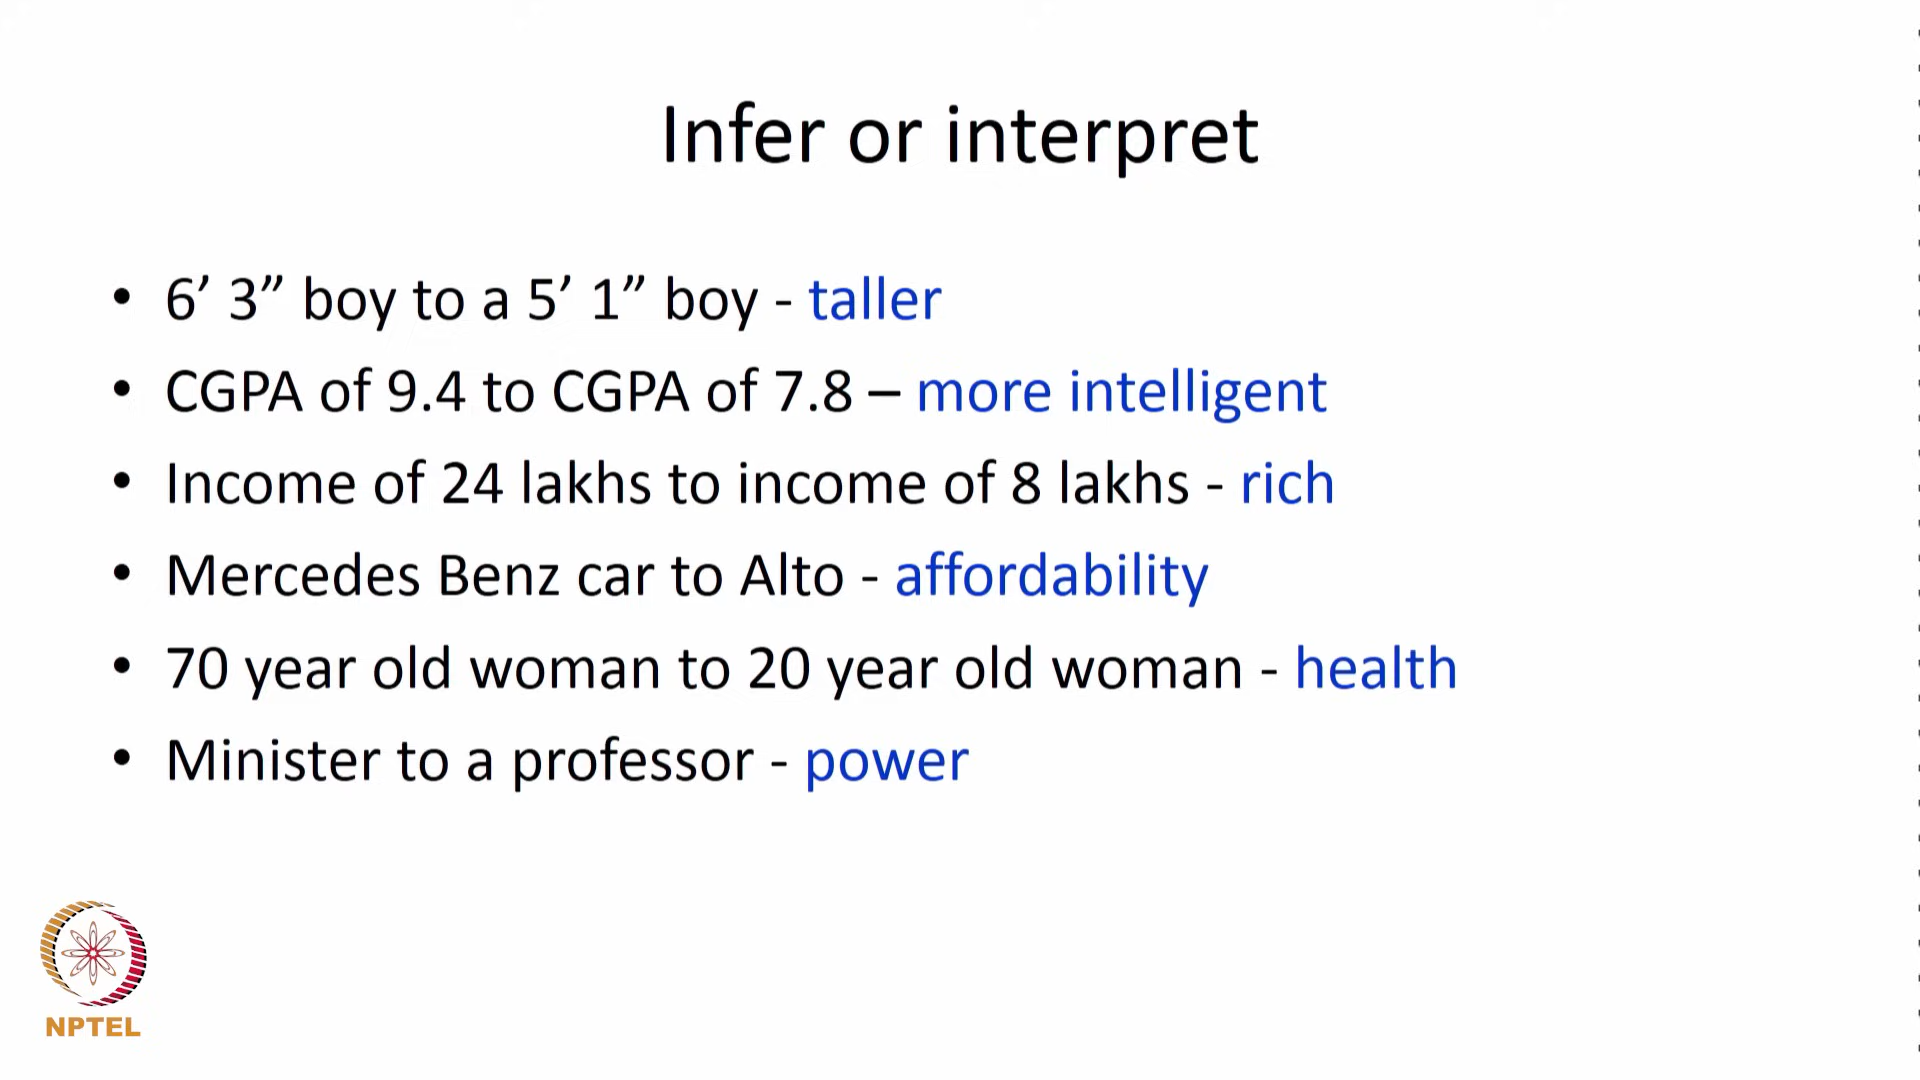 Infer or interpret
• 6’ 3” boy to a 5’ 1” boy - taller
• CGPA of 9.4 to CGPA of 7.8 – more intelligent
• Income of 24 lakhs to income of 8 lakhs - rich
• Mercedes Benz car to Alto - affordability
• 70 year old woman to 20 year old woman - health
• Minister to a professor - power
NPTEL